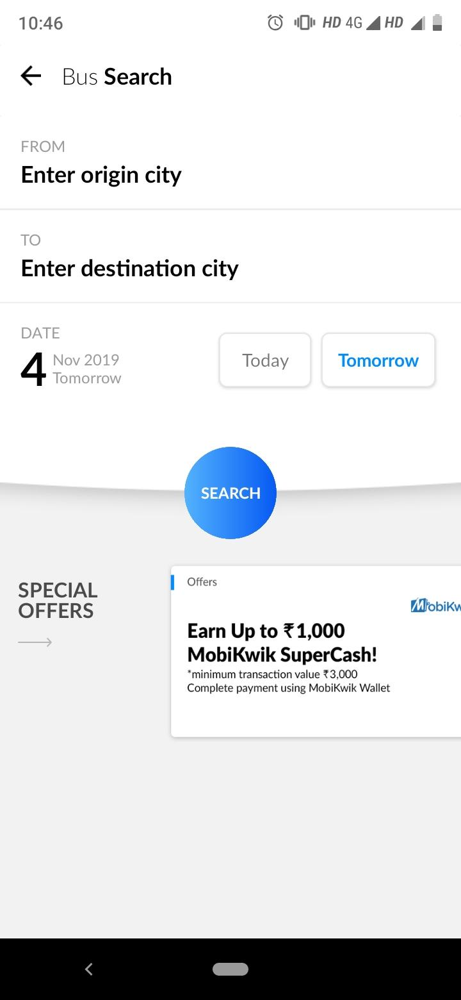 10:46
HD 4G HD
Bus Search
FROM
Enter origin city
TO
Enter destination city
DATE
4 Nov 2019
Tomorrow
Today
Tomorrow
SEARCH
SPECIAL
OFFERS
Offers
MobiKw
Earn Up to ₹1,000
MobiKwik SuperCash!
*minimum transaction value ₹3,000
Complete payment using MobiKwik Wallet